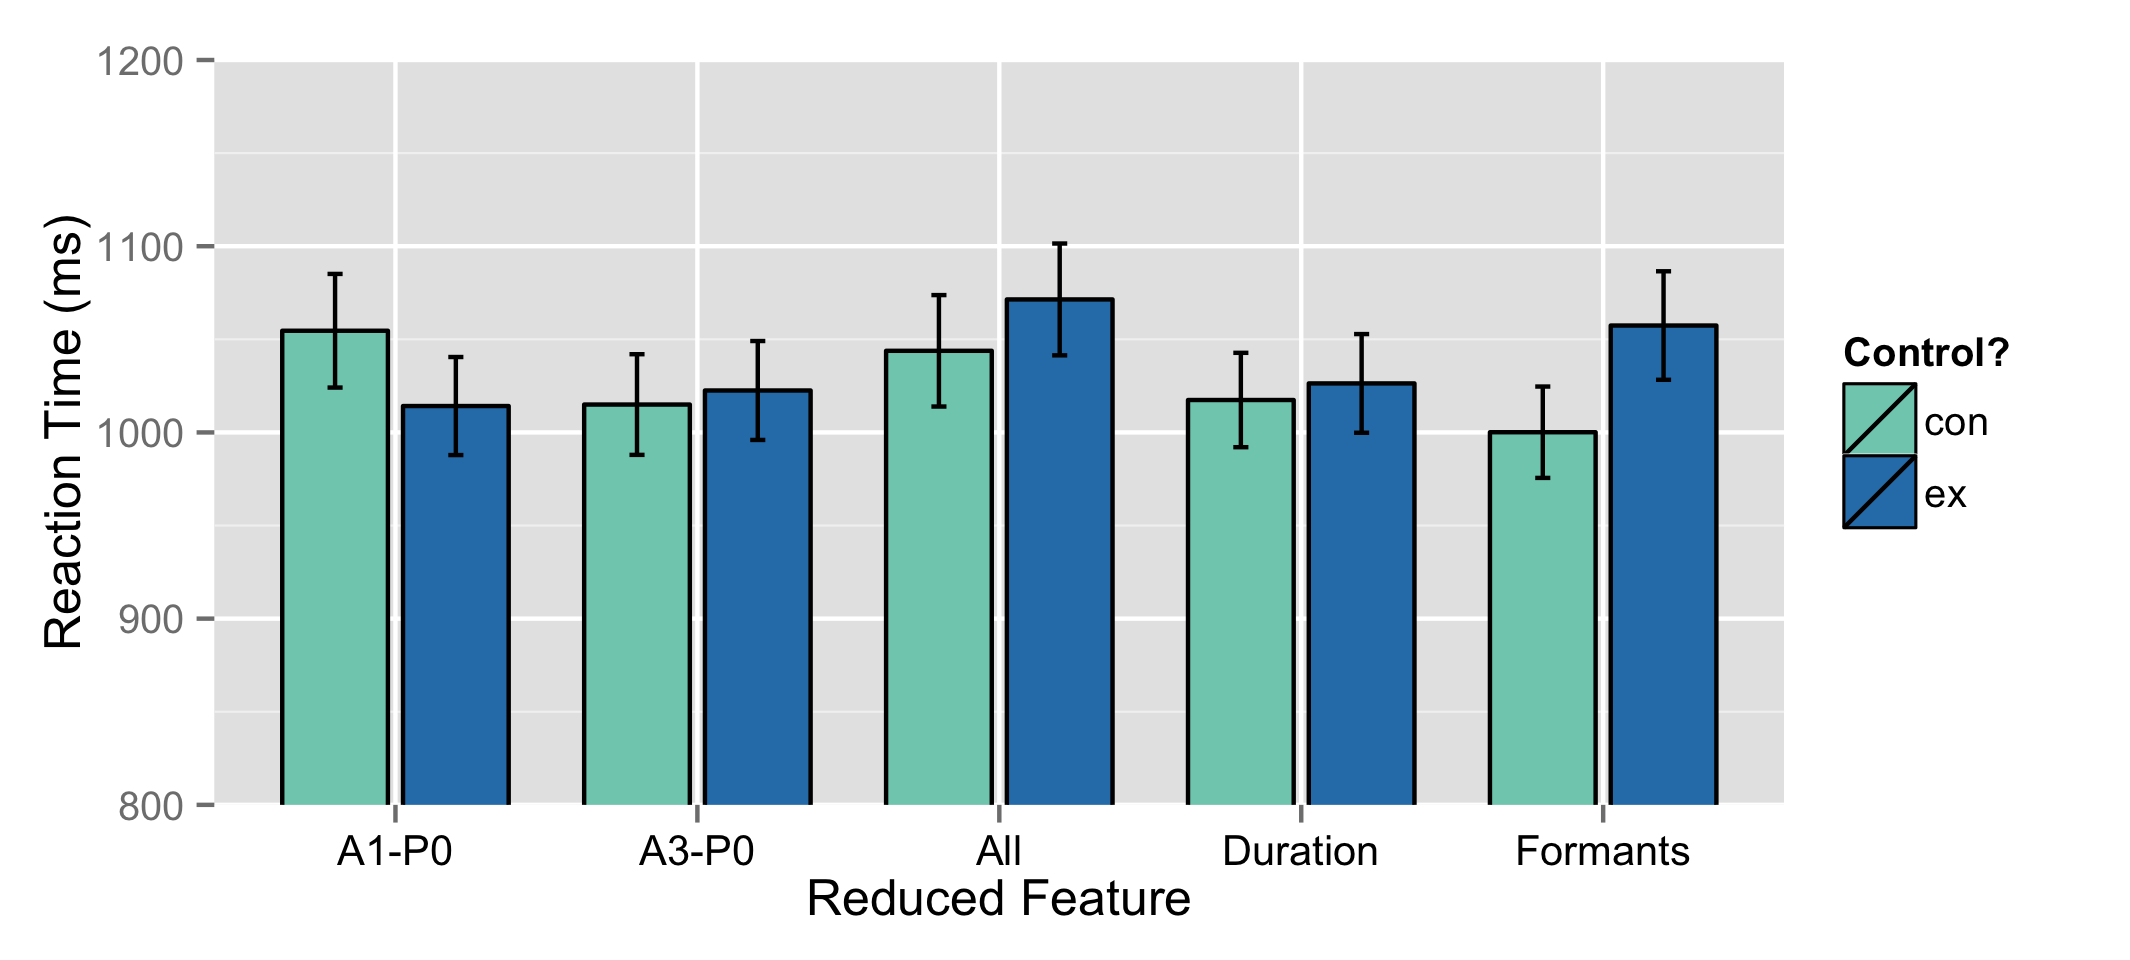 1200
1100
1000
900
800
Reaction Time (ms)
A1-P0
A3-P0
All
Duration
Formants
Reduced Feature
Control?
con
ex